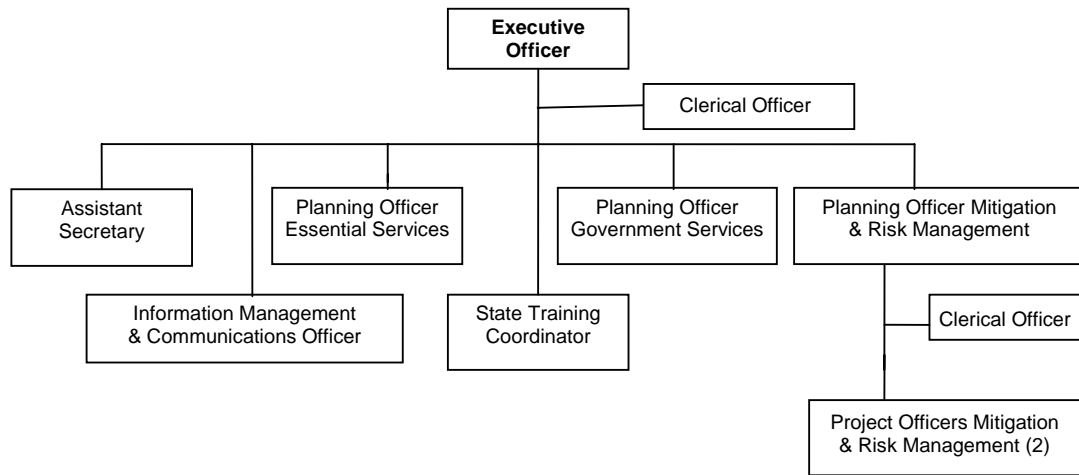 Executive
Officer
Clerical Officer
Assistant
Secretary
Planning Officer
Essential Services
Planning Officer
Government Services
Planning Officer Mitigation
& Risk Management
Information Management
& Communications Officer
State Training
Coordinator
Clerical Officer
Project Officers Mitigation
& Risk Management (2)